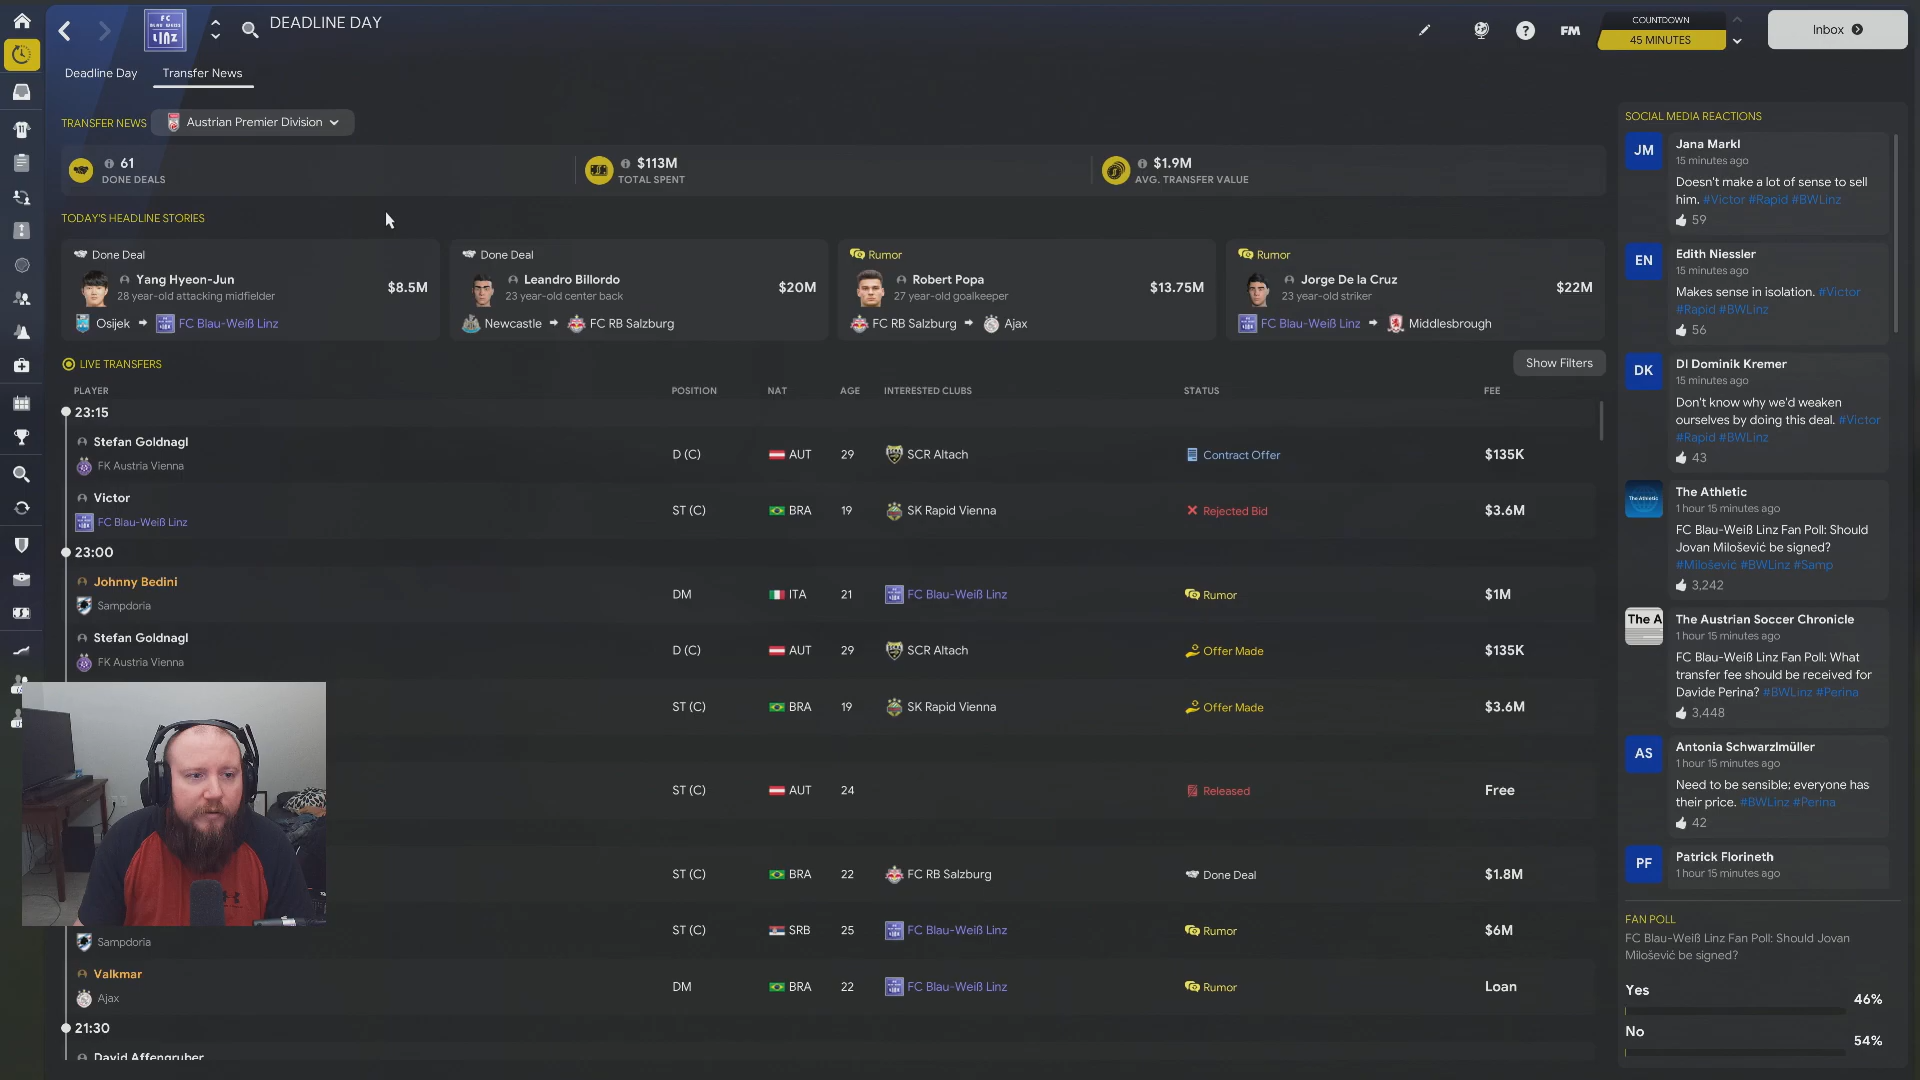 FC
BLAU WEISS
LINZ
DEADLINE DAY
FM
COUNTDOWN
45 MINUTES
Inbox
Deadline Day
Transfer News
TRANSFER NEWS
Austrian Premier Division
61
DONE DEALS
$113M
TOTAL SPENT
$1.9M
AVG. TRANSFER VALUE
TODAY'S HEADLINE STORIES
Done Deal
Yang Hyeon-Jun
28 year-old attacking midfielder
$8.5M
Osijek
FC Blau-Weiß Linz
Done Deal
Leandro Billordo
23 year-old center back
$20M
Newcastle
FC RB Salzburg
Rumor
Robert Popa
27 year-old goalkeeper
$13.75M
FC RB Salzburg
Ajax
Rumor
Jorge De la Cruz
23 year-old striker
$22M
FC Blau-Weiß Linz
Middlesbrough
LIVE TRANSFERS
Show Filters
PLAYER POSITION NAT AGE INTERESTED CLUBS STATUS FEE
23:15
Stefan Goldnagl
FK Austria Vienna
D (C) AUT 29 SCR Altach Contract Offer $135K
Victor
FC Blau-Weiß Linz
ST (C) BRA 19 SK Rapid Vienna Rejected Bid $3.6M
23:00
Johnny Bedini
Sampdoria
DM ITA 21 FC Blau-Weiß Linz Rumor $1M
Stefan Goldnagl
FK Austria Vienna
D (C) AUT 29 SCR Altach Offer Made $135K
ST (C) BRA 19 SK Rapid Vienna Offer Made $3.6M
ST (C) AUT 24 Released Free
ST (C) BRA 22 FC RB Salzburg Done Deal $1.8M
Sampdoria
ST (C) SRB 25 FC Blau-Weiß Linz Rumor $6M
Valkmar
Ajax
DM BRA 22 FC Blau-Weiß Linz Rumor Loan
21:30
David Affengruber
SOCIAL MEDIA REACTIONS
JM
Jana Markl
15 minutes ago
Doesn't make a lot of sense to sell
him. #Victor #Rapid #BWLinz
59
EN
Edith Niessler
15 minutes ago
Makes sense in isolation. #Victor
#Rapid #BWLinz
56
DK
DI Dominik Kremer
15 minutes ago
Don't know why we'd weaken
ourselves by doing this deal. #Victor
#Rapid #BWLinz
43
The Athletic
The Athletic
1 hour 15 minutes ago
FC Blau-Weiß Linz Fan Poll: Should
Jovan Milošević be signed?
#Milošević #BWLinz #Samp
3,242
The A
The Austrian Soccer Chronicle
1 hour 15 minutes ago
FC Blau-Weiß Linz Fan Poll: What
transfer fee should be received for
Davide Perina? #BWLinz #Perina
3,448
AS
Antonia Schwarzlmüller
1 hour 15 minutes ago
Need to be sensible; everyone has
their price. #BWLinz #Perina
42
PF
Patrick Florineth
1 hour 15 minutes ago
FAN POLL
FC Blau-Weiß Linz Fan Poll: Should Jovan
Milošević be signed?
Yes
46%
No
54%